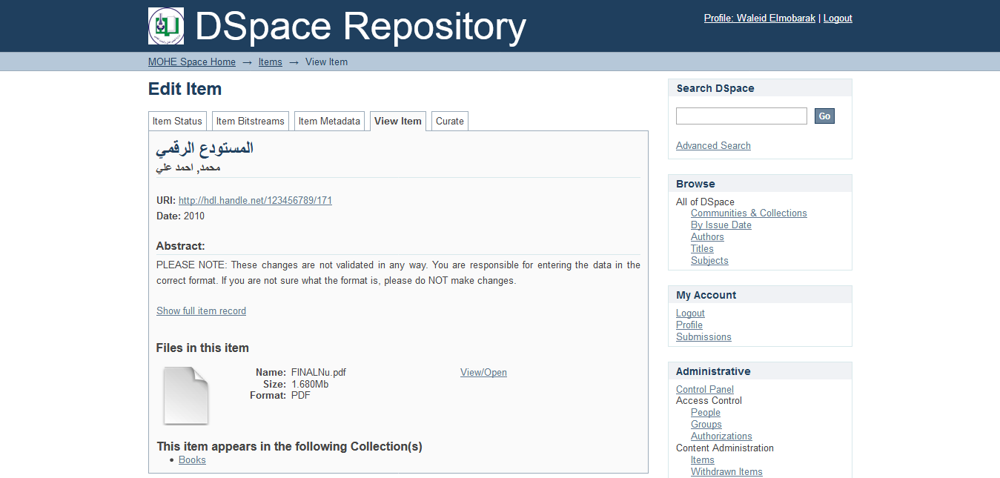 DSpace Repository
Profile: Waleid Elmobarak | Logout
MOHE Space Home → Items → View Item
Edit Item
Item Status
Item Bitstreams
Item Metadata
View Item
Curate
المستودع الرقمي
محمد, احمد علي
URI: http://hdl.handle.net/123456789/171
Date: 2010
Abstract:
PLEASE NOTE: These changes are not validated in any way. You are responsible for entering the data in the
correct format. If you are not sure what the format is, please do NOT make changes.
Show full item record
Files in this item
Name: FINALNu.pdf
Size: 1.680Mb
Format: PDF
View/Open
This item appears in the following Collection(s)
• Books
Search DSpace
Go
Advanced Search
Browse
All of DSpace
Communities & Collections
By Issue Date
Authors
Titles
Subjects
My Account
Logout
Profile
Submissions
Administrative
Control Panel
Access Control
People
Groups
Authorizations
Content Administration
Items
Withdrawn Items